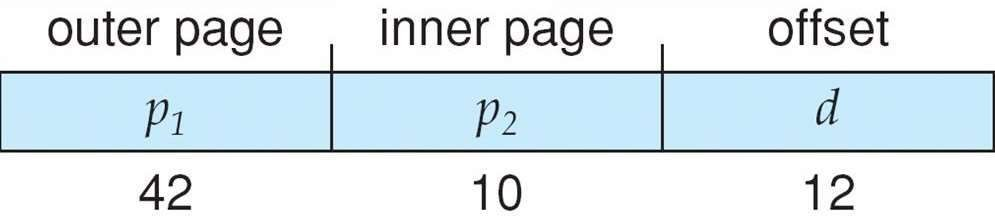 outer page inner page offset
p1 p2 d
42 10 12